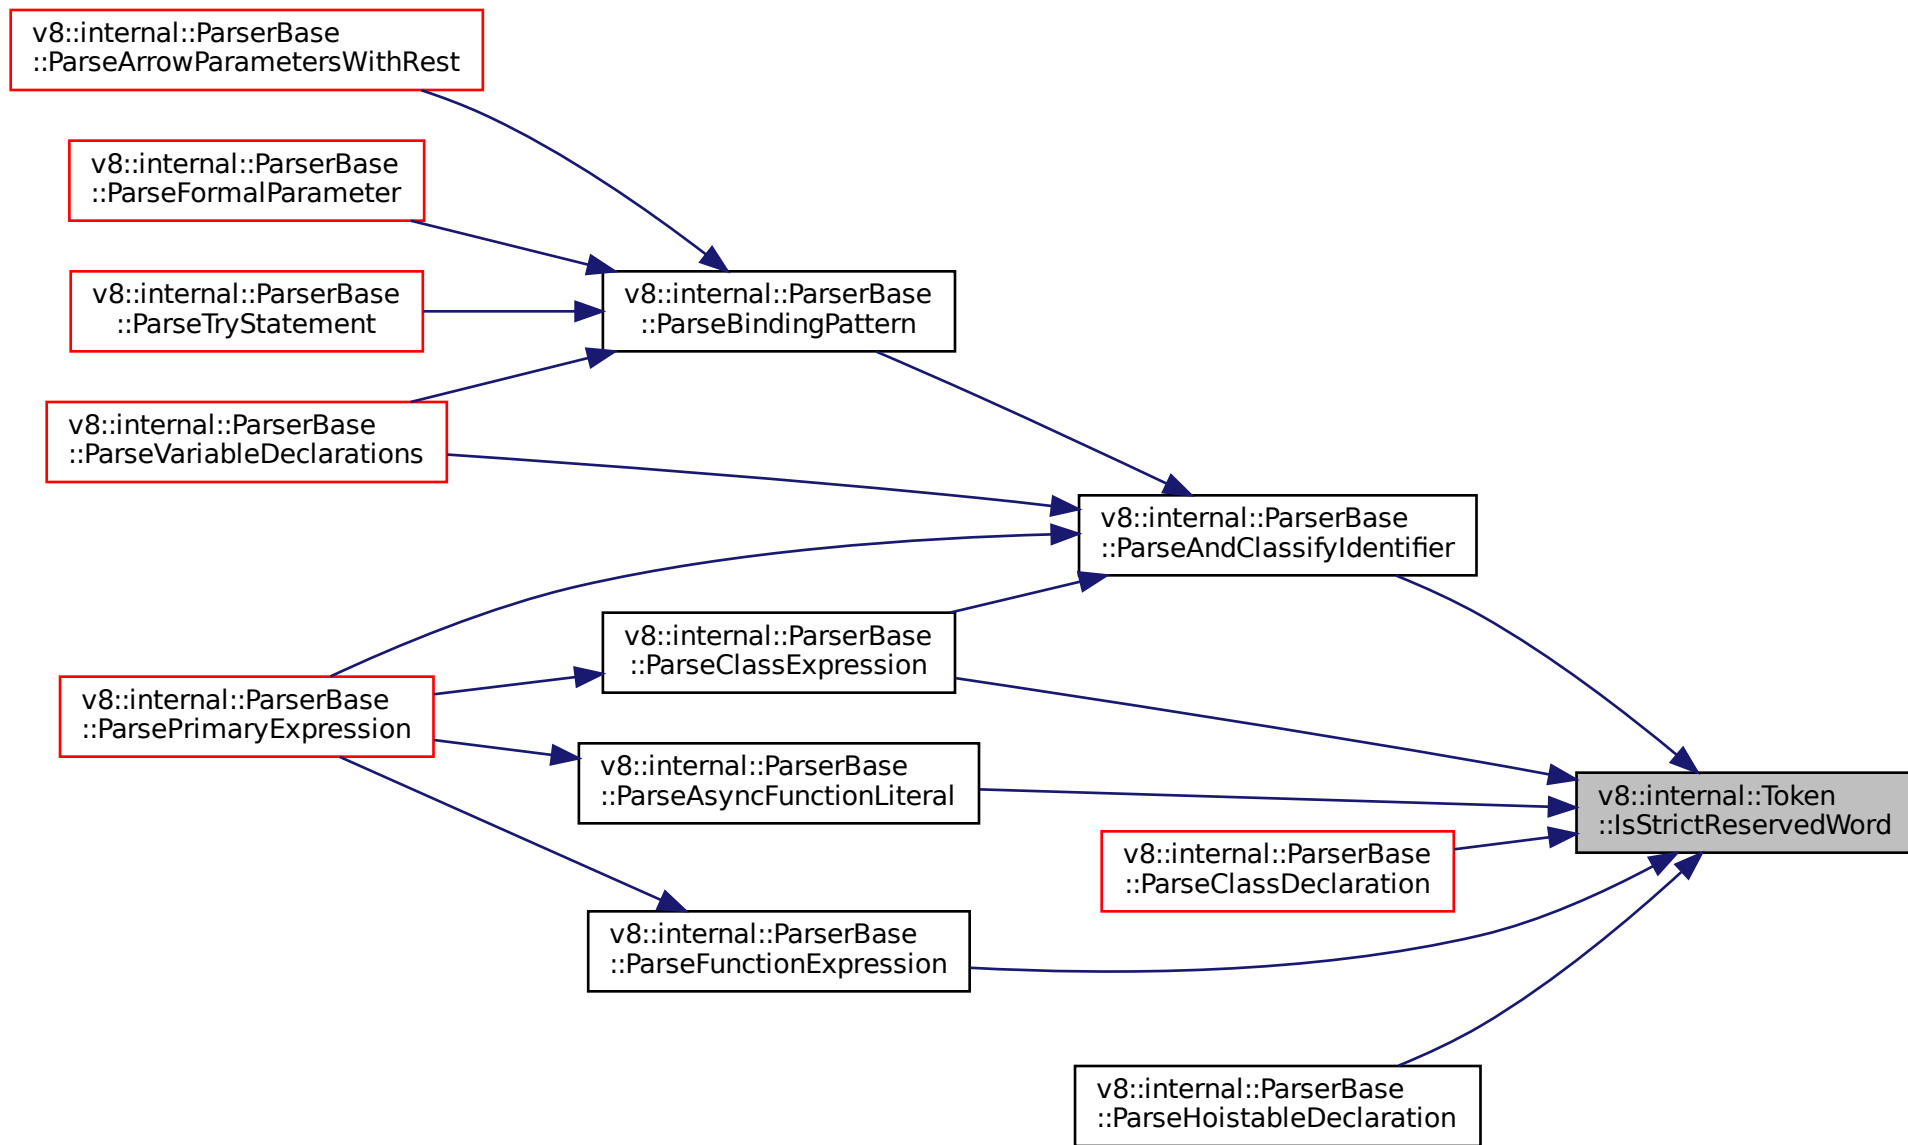 v8::internal::ParserBase
::ParseArrowParametersWithRest
v8::internal::ParserBase
::ParseFormalParameter
v8::internal::ParserBase
::ParseTryStatement
v8::internal::ParserBase
::ParseBindingPattern
v8::internal::ParserBase
::ParseVariableDeclarations
v8::internal::ParserBase
::ParseAndClassifyIdentifier
v8::internal::ParserBase
::ParseClassExpression
v8::internal::ParserBase
::ParsePrimaryExpression
v8::internal::ParserBase
::ParseAsyncFunctionLiteral
v8::internal::Token
::IsStrictReservedWord
v8::internal::ParserBase
::ParseClassDeclaration
v8::internal::ParserBase
::ParseFunctionExpression
v8::internal::ParserBase
::ParseHoistableDeclaration